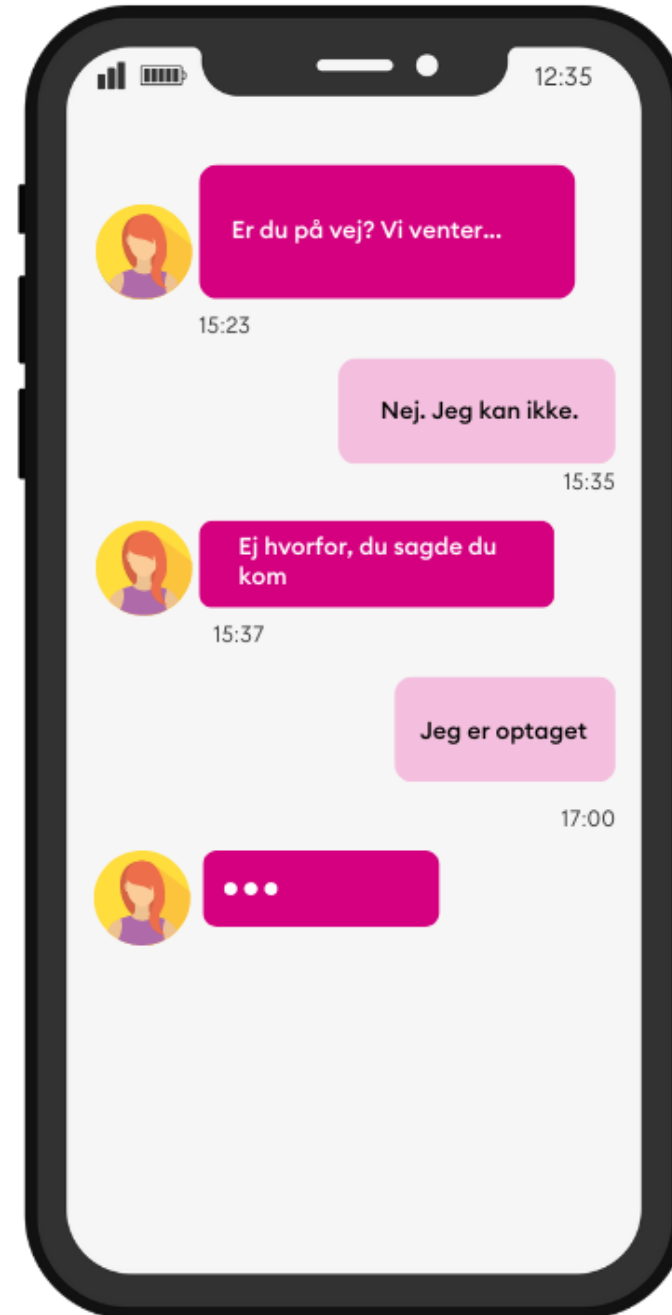 12:35
Er du på vej? Vi venter...
15:23
Nej. Jeg kan ikke.
15:35
Ej hvorfor, du sagde du
kom
15:37
Jeg er optaget
17:00